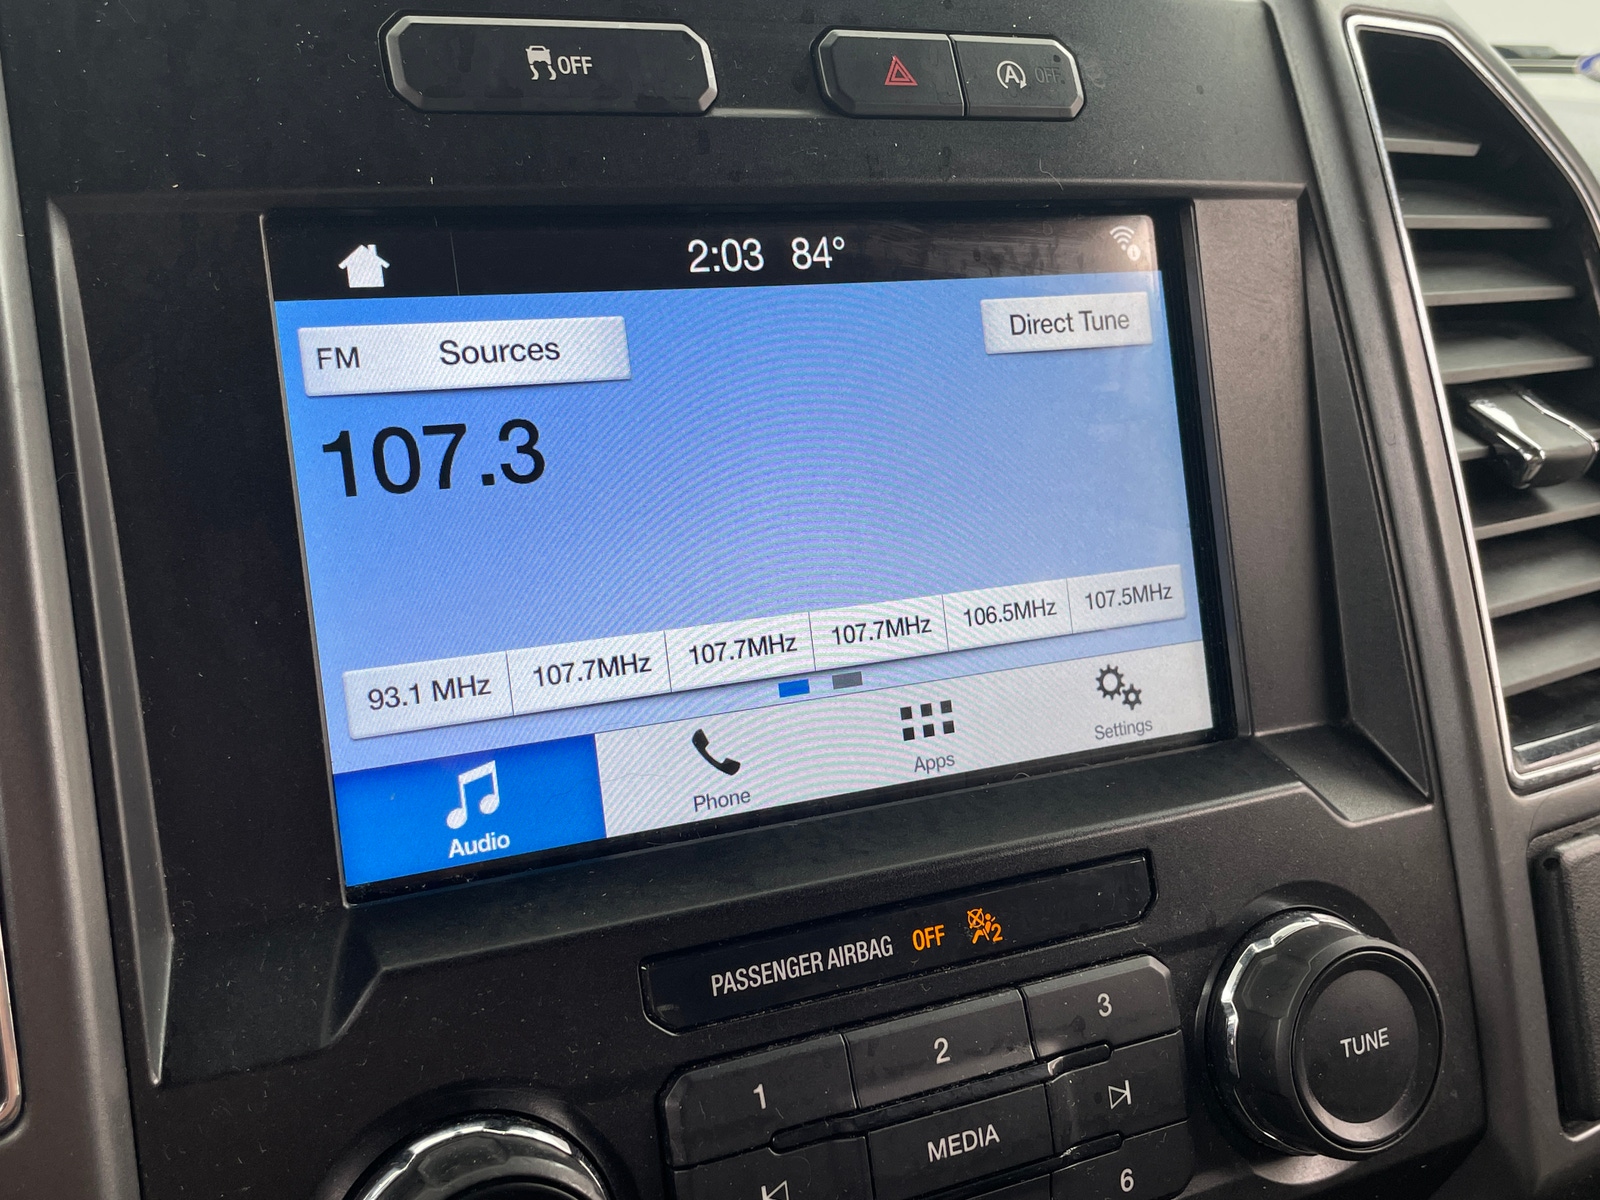 OFF
A OFF
2:03 84°
FM Sources
Direct Tune
107.3
93.1 MHz 107.7MHz 107.7MHz 107.7MHz 106.5MHz 107.5MHz
Audio
Phone
Apps
Settings
PASSENGER AIRBAG OFF 2
1
2
3
MEDIA
6
TUNE